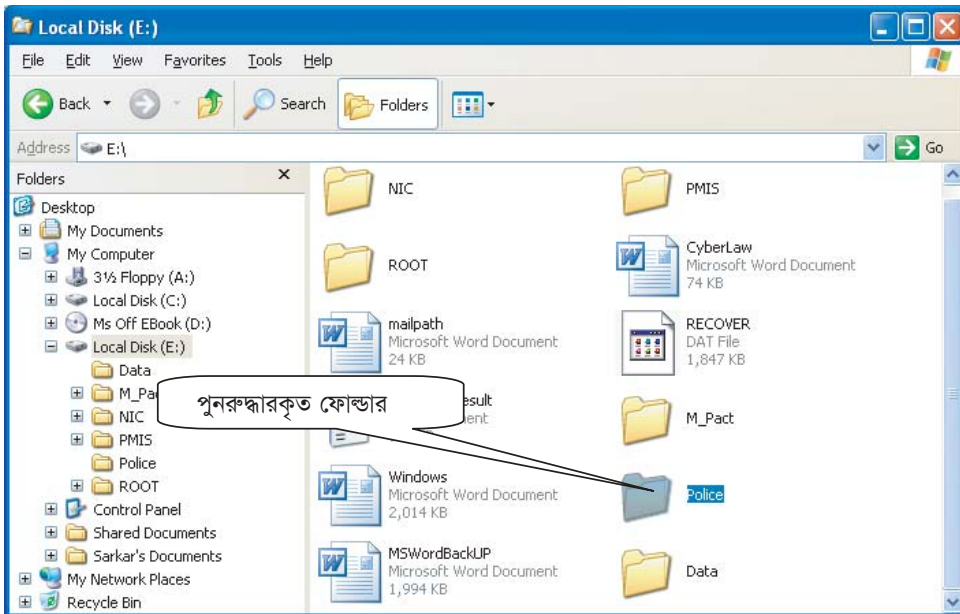 Local Disk (E:)
File Edit View Favorites Tools Help
Back Search Folders
Address E:\ Go
Folders x
Desktop
My Documents
My Computer
3½ Floppy (A:)
Local Disk (C:)
Ms Off EBook (D:)
Local Disk (E:)
Data
NIC
PMIS
Police
ROOT
Control Panel
Shared Documents
Sarkar's Documents
My Network Places
Recycle Bin
NIC
PMIS
ROOT
CyberLaw
Microsoft Word Document
74 KB
mailpath
Microsoft Word Document
24 KB
RECOVER
DAT File
1,847 KB
পুনরুদ্ধারকৃত ফোল্ডার
M_Pact
Windows
Microsoft Word Document
2,014 KB
Police
MSWordBackUP
Microsoft Word Document
1,994 KB
Data